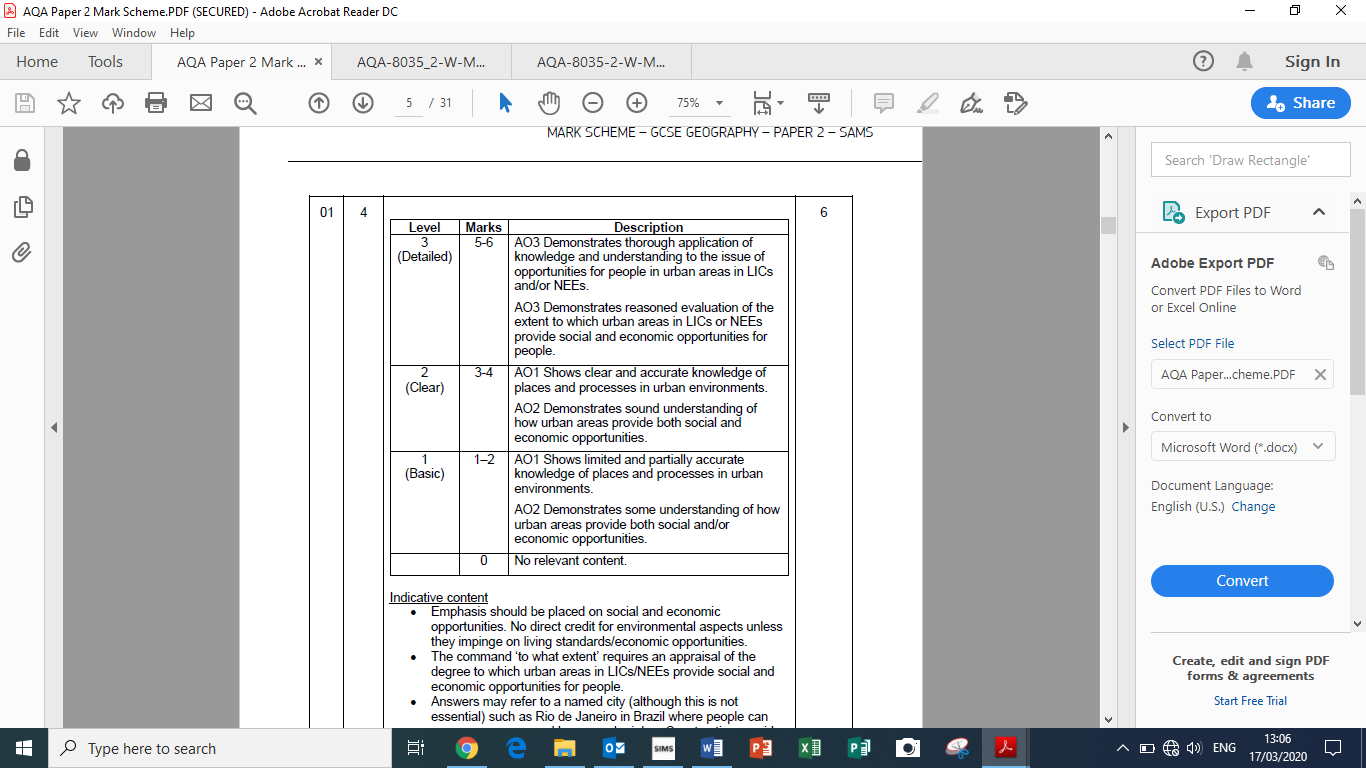 AQA Paper 2 Mark Scheme.PDF (SECURED) - Adobe Acrobat Reader DC
File Edit View Window Help
Home Tools AQA Paper 2 Mark ... × AQA-8035_2-W-M... AQA-8035-2-W-M... Sign In
5 / 31 75% Share
MARK SCHEME – GCSE GEOGRAPHY – PAPER 2 – SAMS
01 4 6
Level Marks Description
3 5-6 AO3 Demonstrates thorough application of
(Detailed) knowledge and understanding to the issue of
opportunities for people in urban areas in LICs
and/or NEEs.
AO3 Demonstrates reasoned evaluation of the
extent to which urban areas in LICs or NEEs
provide social and economic opportunities for
people.
2 3-4 AO1 Shows clear and accurate knowledge of
(Clear) places and processes in urban environments.
AO2 Demonstrates sound understanding of
how urban areas provide both social and
economic opportunities.
1 1–2 AO1 Shows limited and partially accurate
(Basic) knowledge of places and processes in urban
environments.
AO2 Demonstrates some understanding of how
urban areas provide both social and/or
economic opportunities.
0 No relevant content.
Indicative content
• Emphasis should be placed on social and economic
opportunities. No direct credit for environmental aspects unless
they impinge on living standards/economic opportunities.
• The command ‘to what extent’ requires an appraisal of the
degree to which urban areas in LICs/NEEs provide social and
economic opportunities for people.
• Answers may refer to a named city (although this is not
essential) such as Rio de Janeiro in Brazil where people can
Search 'Draw Rectangle'
Export PDF
Adobe Export PDF
Convert PDF Files to Word
or Excel Online
Select PDF File
AQA Paper...cheme.PDF
Convert to
Microsoft Word (*.docx)
Document Language:
English (U.S.) Change
Convert
Create, edit and sign PDF
forms & agreements
Start Free Trial
Type here to search
SIMS
ENG
13:06
17/03/2020